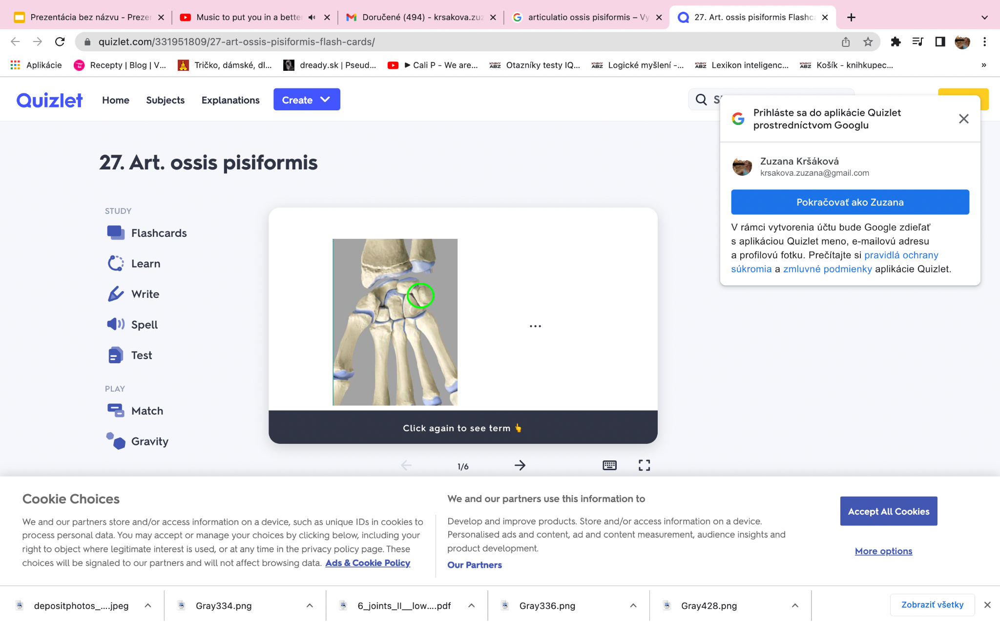 Prezentácia bez názvu - Prezen
Music to put you in a better
Doručené (494) - krsakova.zuz
articulatio ossis pisiformis – Vy
27. Art. ossis pisiformis Flashca
quizlet.com/331951809/27-art-ossis-pisiformis-flash-cards/
Aplikácie
Recepty | Blog | V...
Tričko, dámské, dl...
dready.sk | Pseud...
Cali P - We are...
KNIHY ABZ
Otazníky testy IQ...
KNIHY ABZ
Logické myšlení -...
KNIHY ABZ
Lexikon inteligenc...
KNIHY ABZ
Košík - knihkupec...
»
Quizlet
Home
Subjects
Explanations
Create
Prihláste sa do aplikácie Quizlet
prostredníctvom Googlu
Zuzana Kršáková
krsakova.zuzana@gmail.com
Pokračovať ako Zuzana
V rámci vytvorenia účtu bude Google zdieľať
s aplikáciou Quizlet meno, e-mailovú adresu
a profilovú fotku. Prečítajte si pravidlá ochrany
súkromia a zmluvné podmienky aplikácie Quizlet.
27. Art. ossis pisiformis
STUDY
Flashcards
Learn
Write
Spell
Test
PLAY
Match
Gravity
...
Click again to see term 👆
1/6
Cookie Choices
We and our partners store and/or access information on a device, such as unique IDs in cookies to
process personal data. You may accept or manage your choices by clicking below, including your
right to object where legitimate interest is used, or at any time in the privacy policy page. These
choices will be signaled to our partners and will not affect browsing data. Ads & Cookie Policy
We and our partners use this information to
Develop and improve products. Store and/or access information on a device.
Personalised ads and content, ad and content measurement, audience insights and
product development.
Our Partners
Accept All Cookies
More options
depositphotos_....jpeg
Gray334.png
6_joints_II__low....pdf
Gray336.png
Gray428.png
Zobraziť všetky